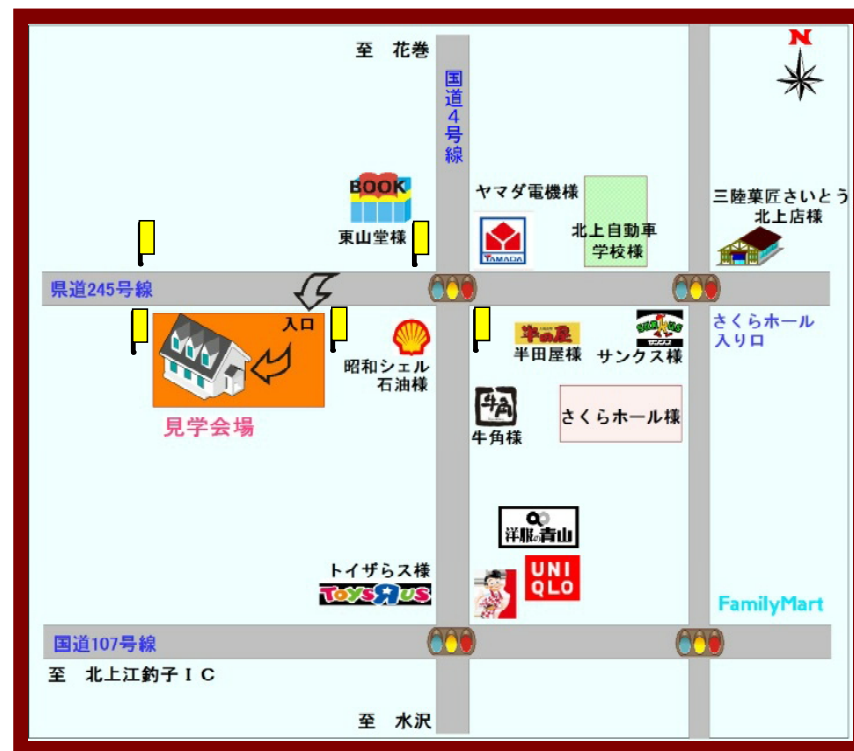 至 花巻
N
国道4号線
BOOK
東山堂様
ヤマダ電機様
YAMADA
北上自動車
学校様
三陸菓匠さいとう
北上店様
県道245号線
入口
見学会場
昭和シェル
石油様
半田屋様
サンクス様
さくらホール
入り口
牛角
牛角様
さくらホール様
洋服の青山
トイザらス様
TOYSRUS
UNI
QLO
FamilyMart
国道107号線
至 北上江釣子IC
至 水沢